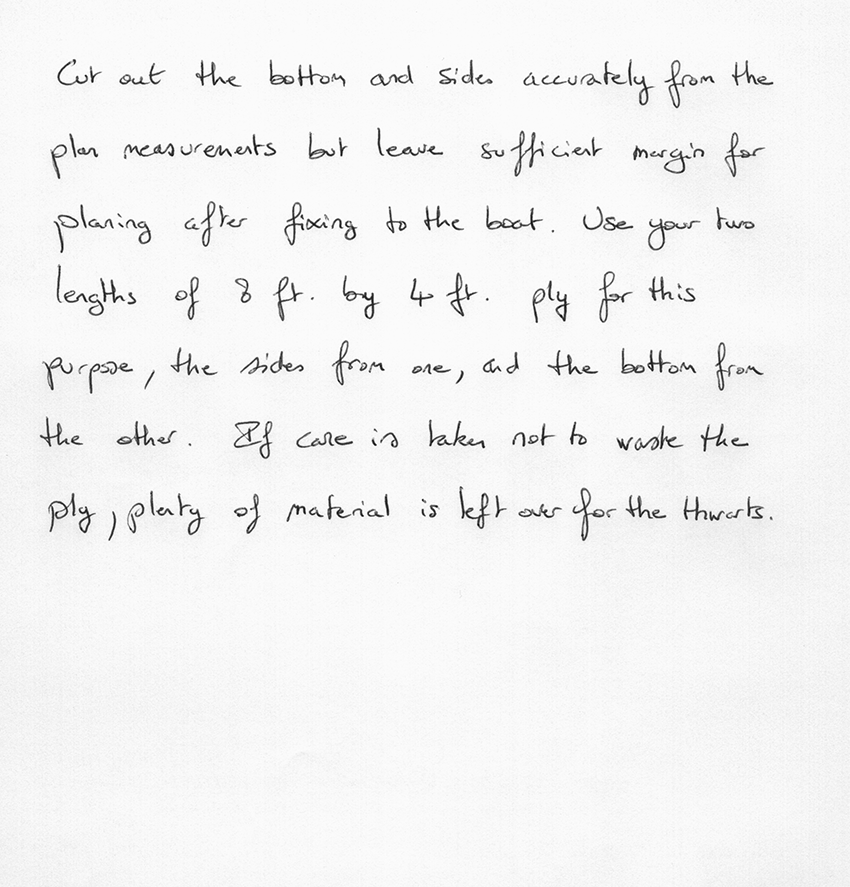 Cut out the bottom and sides accurately from the
plan measurements but leave sufficient margin for
planing after fixing to the boat. Use your two
lengths of 8 ft. by 4 ft. ply for this
purpose, the sides from one, and the bottom from
the other. If care is taken not to waste the
ply, plenty of material is left over for the thwarts.